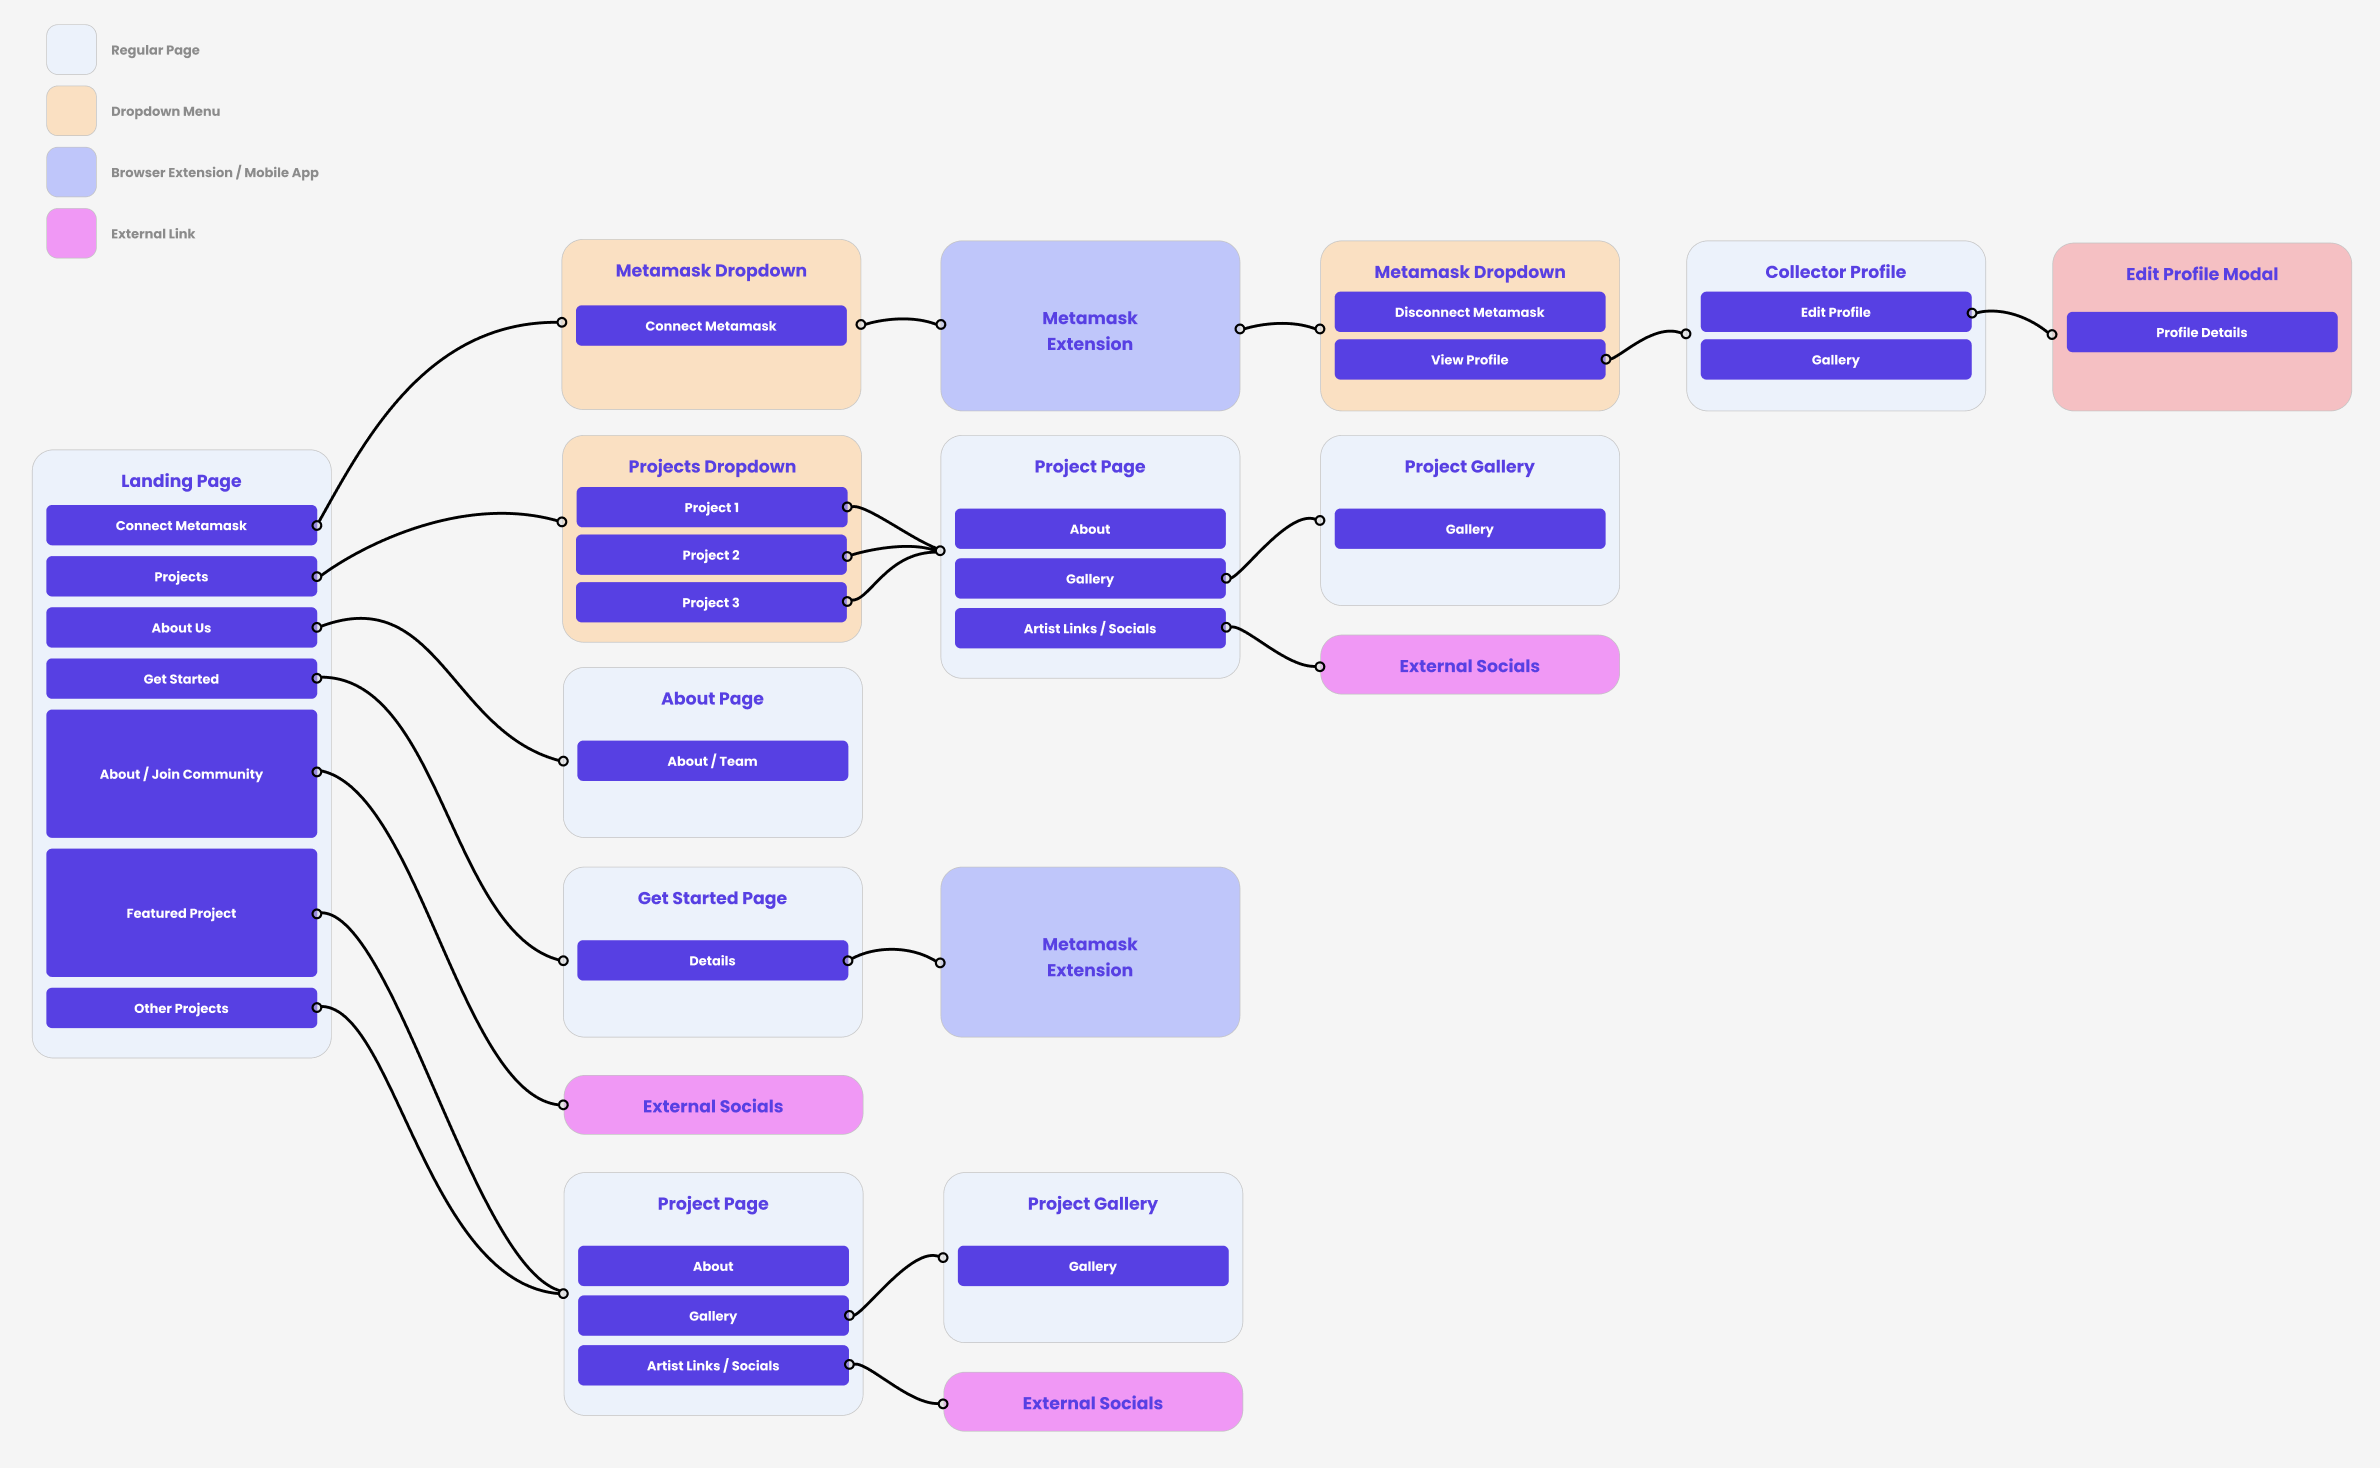 Regular Page
Dropdown Menu
Browser Extension / Mobile App
External Link
Landing Page
Connect Metamask
Projects
About Us
Get Started
About / Join Community
Featured Project
Other Projects
Metamask Dropdown
Connect Metamask
Metamask
Extension
Metamask Dropdown
Disconnect Metamask
View Profile
Collector Profile
Edit Profile
Gallery
Edit Profile Modal
Profile Details
Projects Dropdown
Project 1
Project 2
Project 3
Project Page
About
Gallery
Artist Links / Socials
Project Gallery
Gallery
External Socials
About Page
About / Team
Get Started Page
Details
Metamask
Extension
External Socials
Project Page
About
Gallery
Artist Links / Socials
Project Gallery
Gallery
External Socials